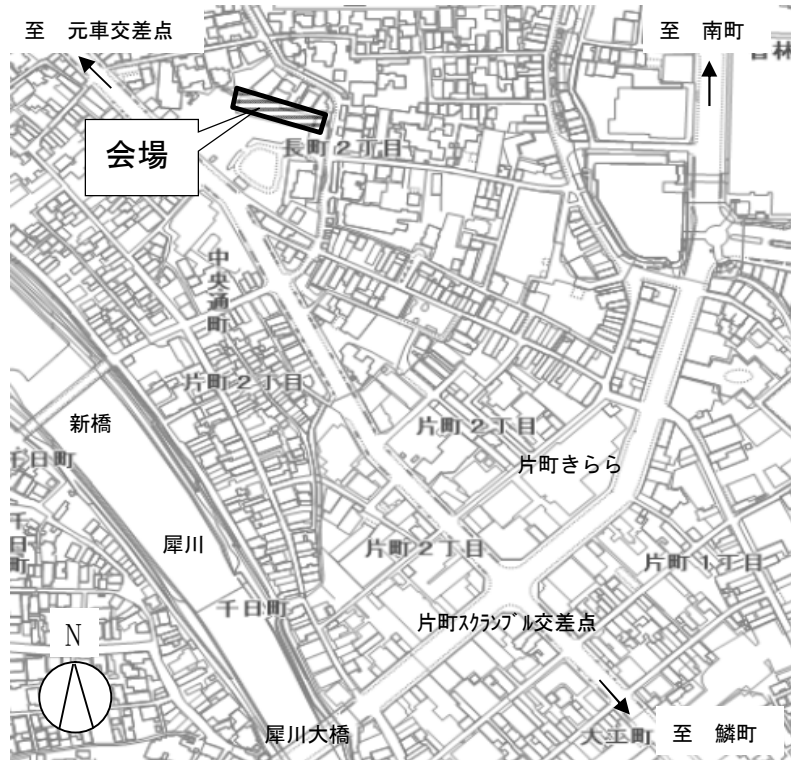 至　元車交差点
至　南町
会場
長町２丁目
中央通町
片町２丁目
新橋
片町２丁目
片町きらら
千日町
犀川
片町２丁目
片町１丁目
千日町
片町ｽｸﾗﾝﾌﾞﾙ交差点
N
犀川大橋
大工町
至　鱗町